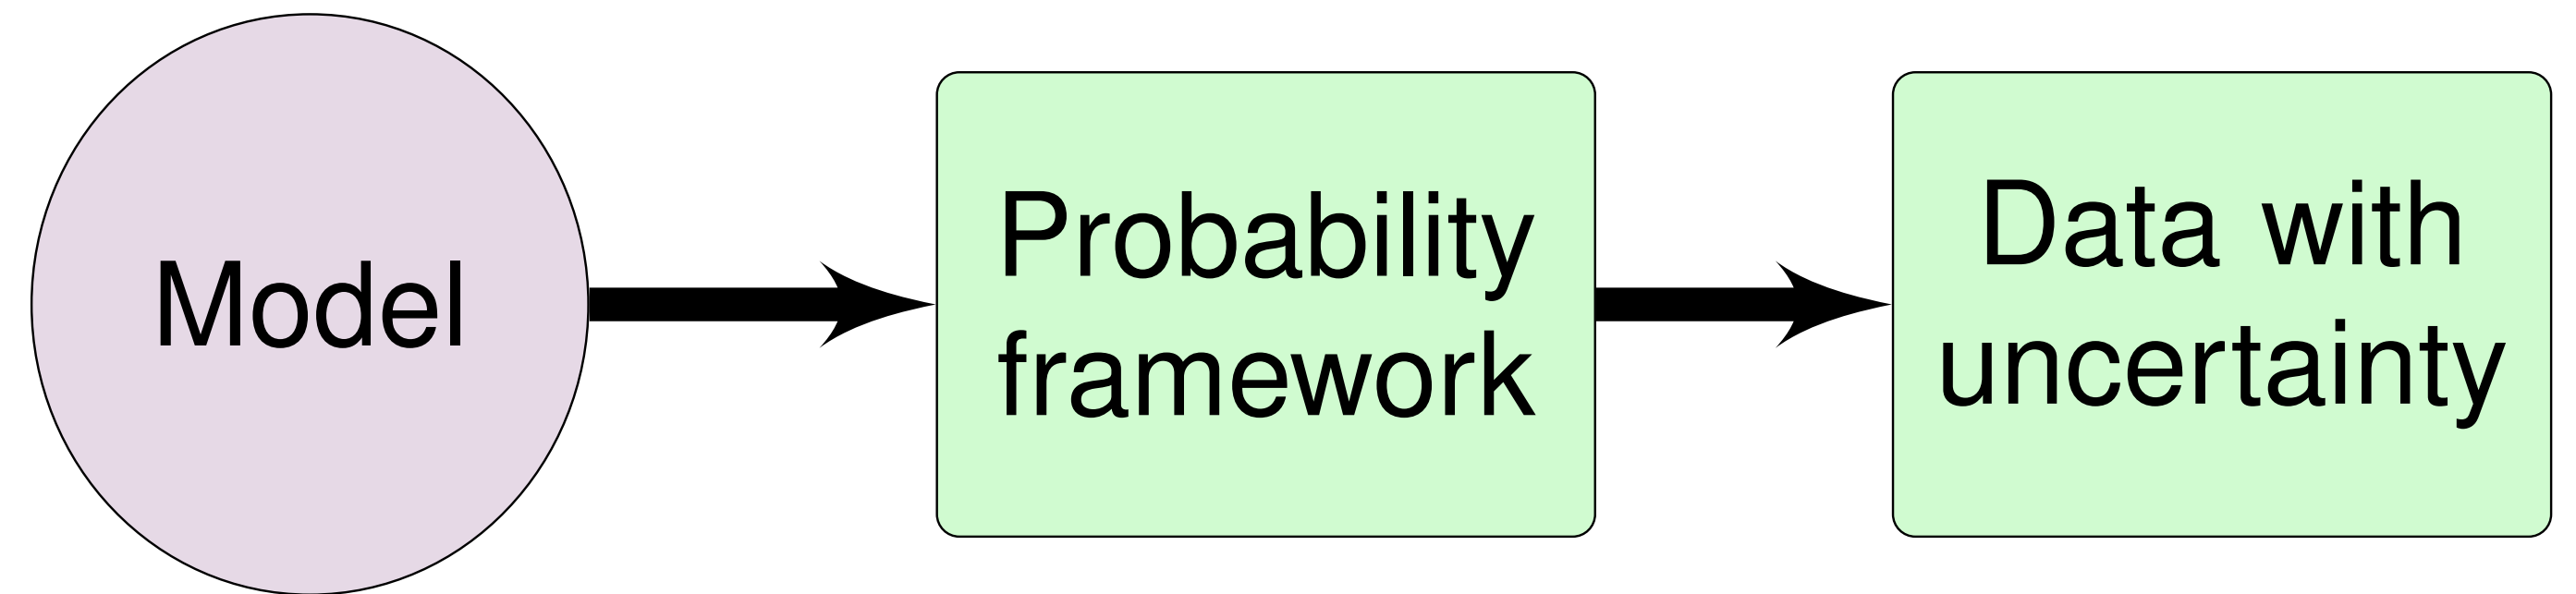 Model
Probability
framework
Data with
uncertainty